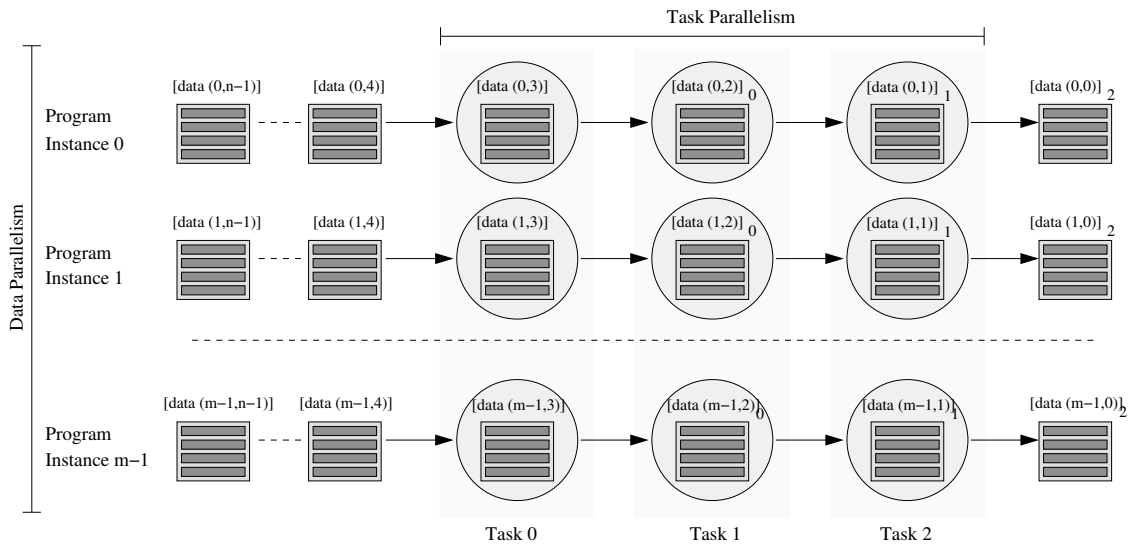 Task Parallelism
Data Parallelism
[data (0,n−1)] [data (0,4)] [data (0,3)] [data (0,2)] 0 [data (0,1)] 1 [data (0,0)] 2
Program
Instance 0
[data (1,n−1)] [data (1,4)] [data (1,3)] [data (1,2)] 0 [data (1,1)] 1 [data (1,0)] 2
Program
Instance 1
[data (m−1,n−1)] [data (m−1,4)] [data (m−1,3)] [data (m−1,2)] 0 [data (m−1,1)] 1 [data (m−1,0)] 2
Program
Instance m−1
Task 0 Task 1 Task 2